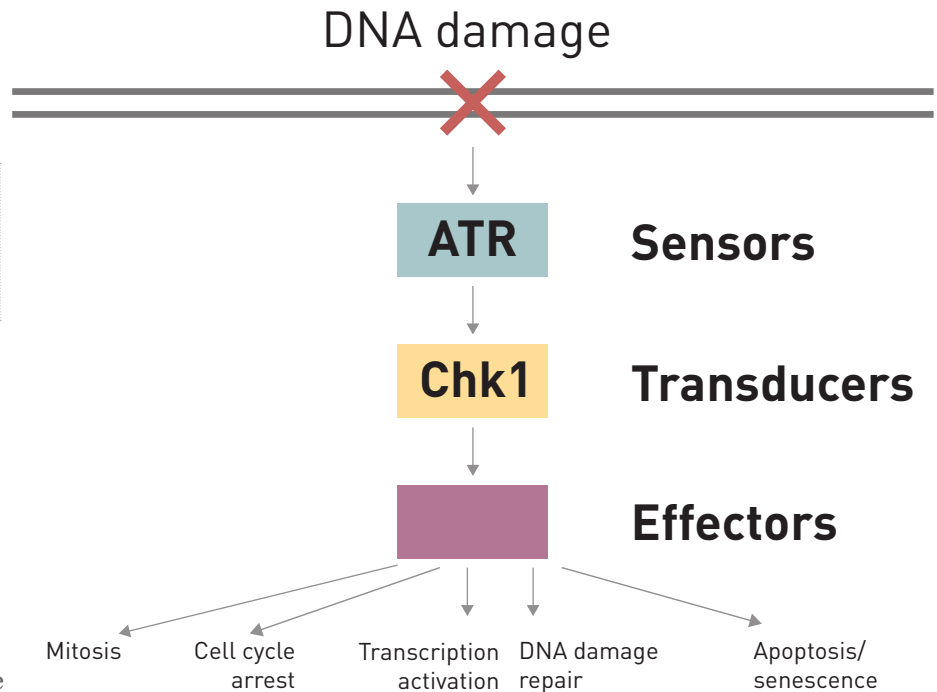 DNA damage
ATR
Sensors
Chk1
Transducers
Effectors
Mitosis
Cell cycle
arrest
Transcription
activation
DNA damage
repair
Apoptosis/
senescence